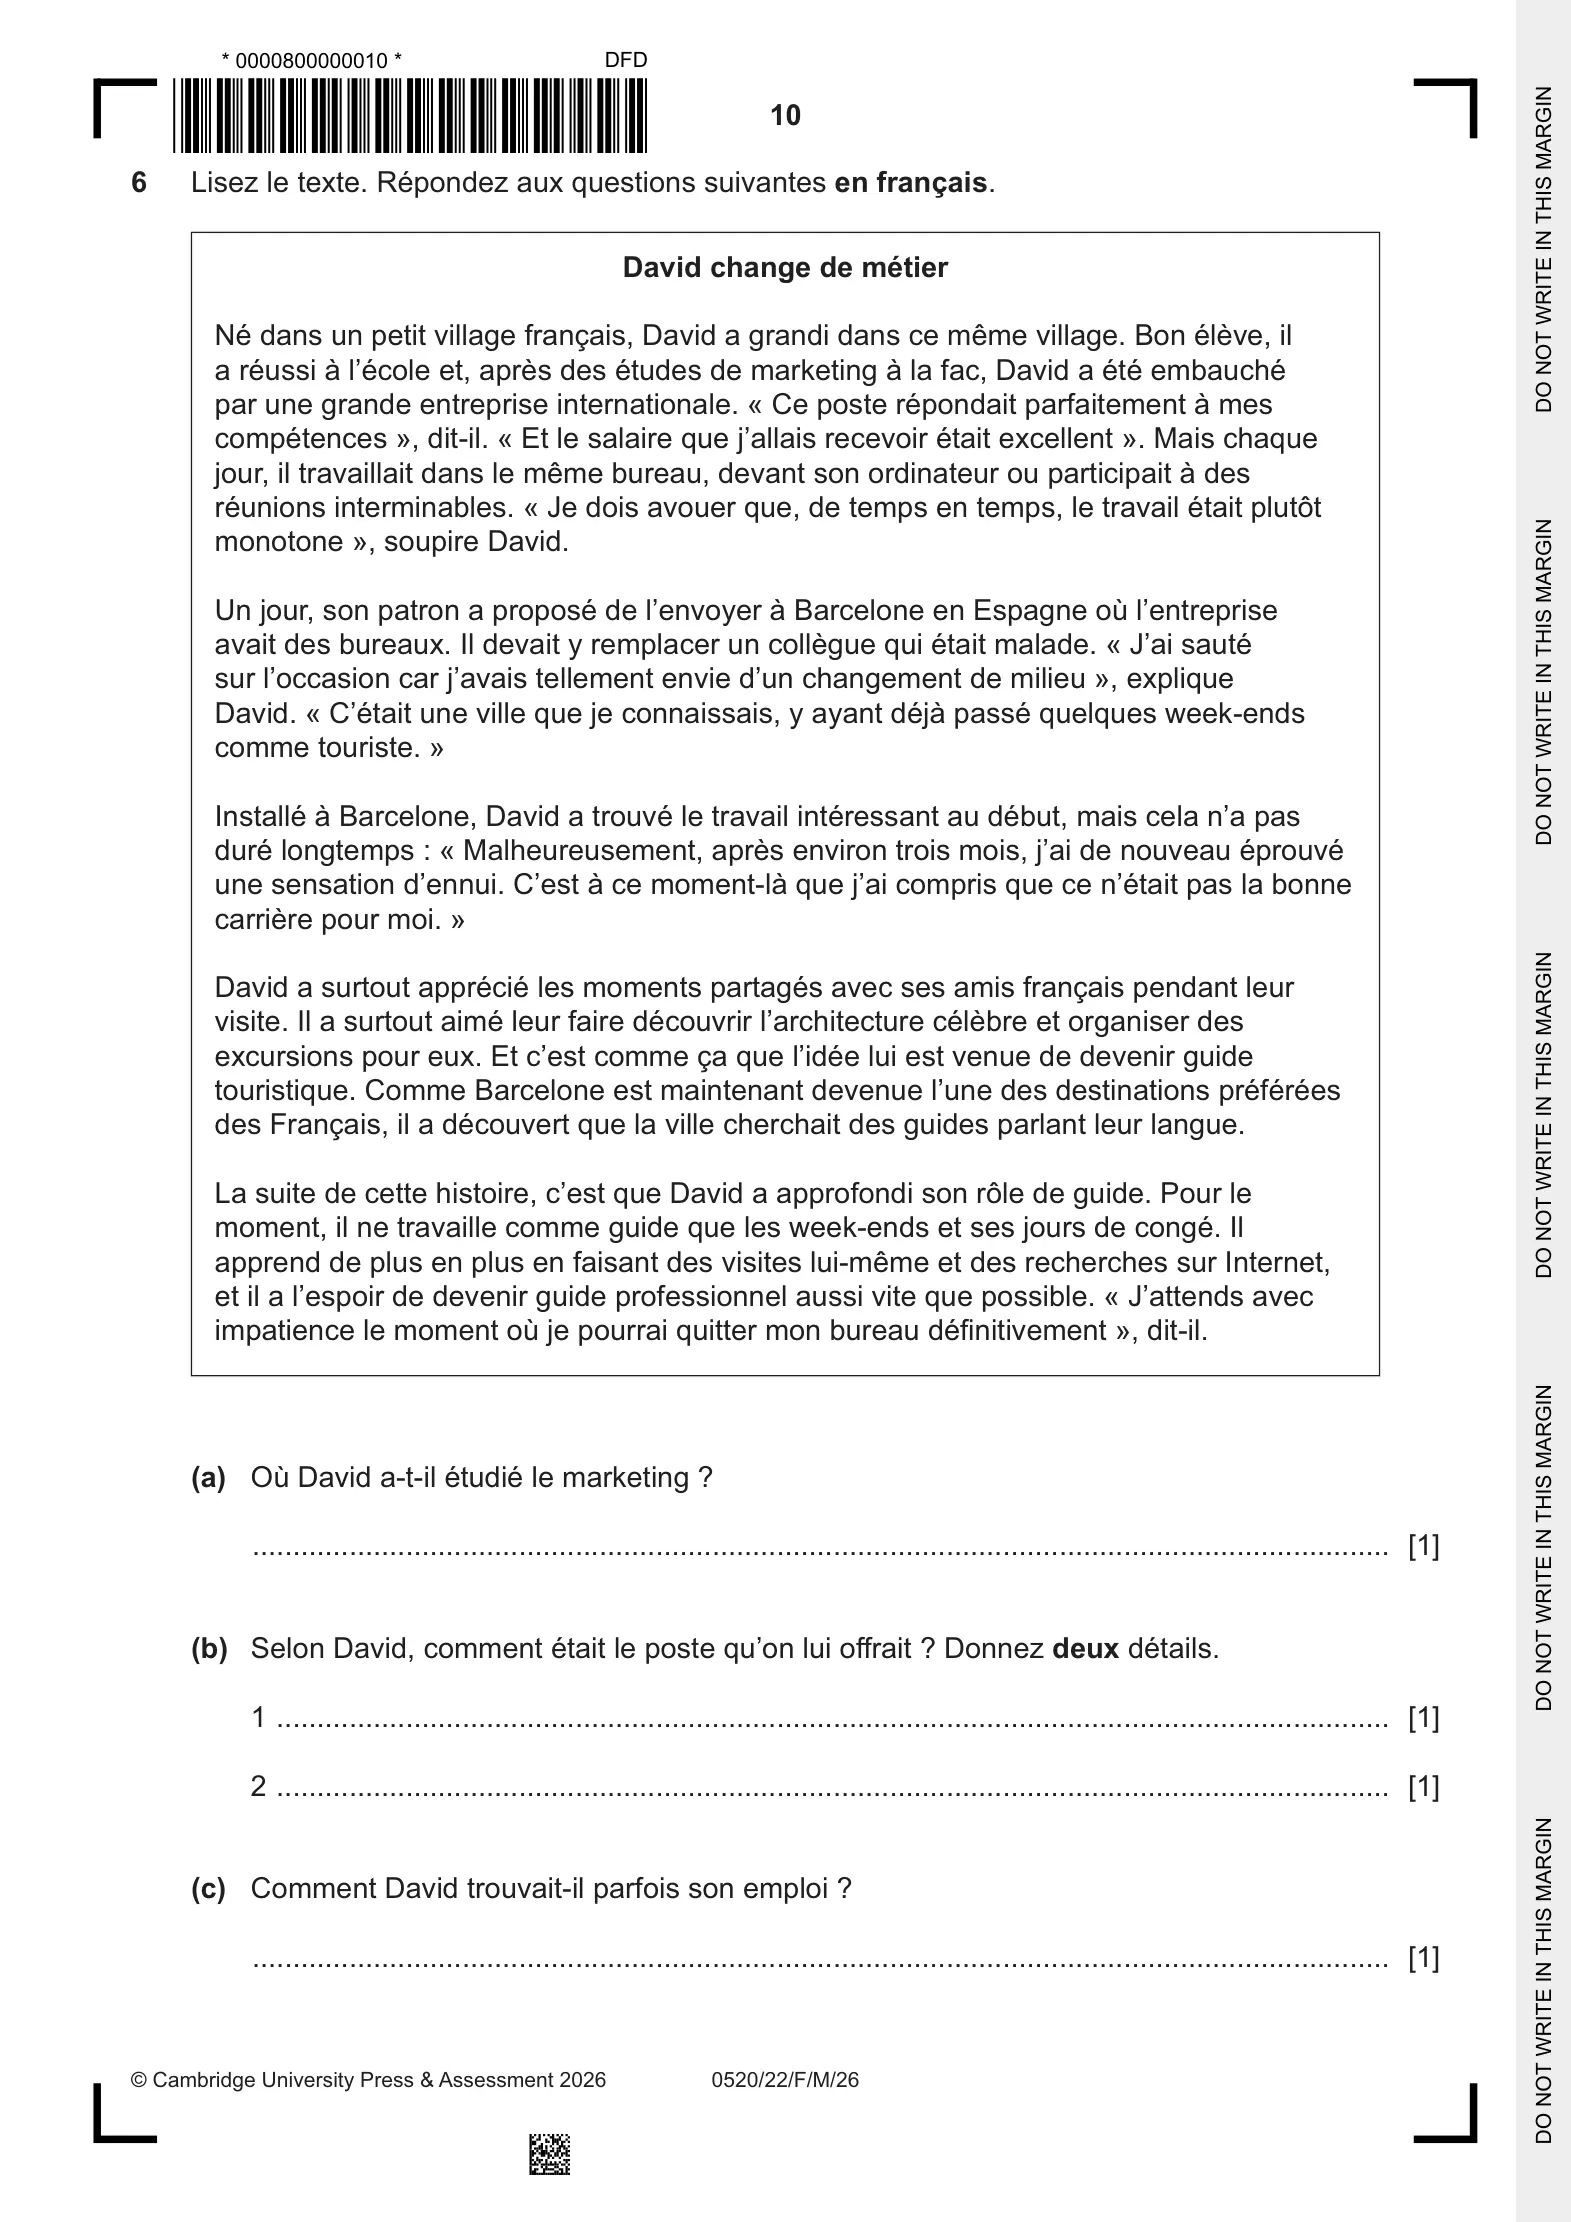 * 0000800000010 *
DFD
10
6 Lisez le texte. Répondez aux questions suivantes en français.
David change de métier
Né dans un petit village français, David a grandi dans ce même village. Bon élève, il
a réussi à l’école et, après des études de marketing à la fac, David a été embauché
par une grande entreprise internationale. « Ce poste répondait parfaitement à mes
compétences », dit-il. « Et le salaire que j’allais recevoir était excellent ». Mais chaque
jour, il travaillait dans le même bureau, devant son ordinateur ou participait à des
réunions interminables. « Je dois avouer que, de temps en temps, le travail était plutôt
monotone », soupire David.
Un jour, son patron a proposé de l’envoyer à Barcelone en Espagne où l’entreprise
avait des bureaux. Il devait y remplacer un collègue qui était malade. « J’ai sauté
sur l’occasion car j’avais tellement envie d’un changement de milieu », explique
David. « C’était une ville que je connaissais, y ayant déjà passé quelques week-ends
comme touriste. »
Installé à Barcelone, David a trouvé le travail intéressant au début, mais cela n’a pas
duré longtemps : « Malheureusement, après environ trois mois, j’ai de nouveau éprouvé
une sensation d’ennui. C’est à ce moment-là que j’ai compris que ce n’était pas la bonne
carrière pour moi. »
David a surtout apprécié les moments partagés avec ses amis français pendant leur
visite. Il a surtout aimé leur faire découvrir l’architecture célèbre et organiser des
excursions pour eux. Et c’est comme ça que l’idée lui est venue de devenir guide
touristique. Comme Barcelone est maintenant devenue l’une des destinations préférées
des Français, il a découvert que la ville cherchait des guides parlant leur langue.
La suite de cette histoire, c’est que David a approfondi son rôle de guide. Pour le
moment, il ne travaille comme guide que les week-ends et ses jours de congé. Il
apprend de plus en plus en faisant des visites lui-même et des recherches sur Internet,
et il a l’espoir de devenir guide professionnel aussi vite que possible. « J’attends avec
impatience le moment où je pourrai quitter mon bureau définitivement », dit-il.
(a) Où David a-t-il étudié le marketing ?
[1]
(b) Selon David, comment était le poste qu’on lui offrait ? Donnez deux détails.
1 [1]
2 [1]
(c) Comment David trouvait-il parfois son emploi ?
[1]
© Cambridge University Press & Assessment 2026
0520/22/F/M/26
DO NOT WRITE IN THIS MARGIN
DO NOT WRITE IN THIS MARGIN
DO NOT WRITE IN THIS MARGIN
DO NOT WRITE IN THIS MARGIN
DO NOT WRITE IN THIS MARGIN